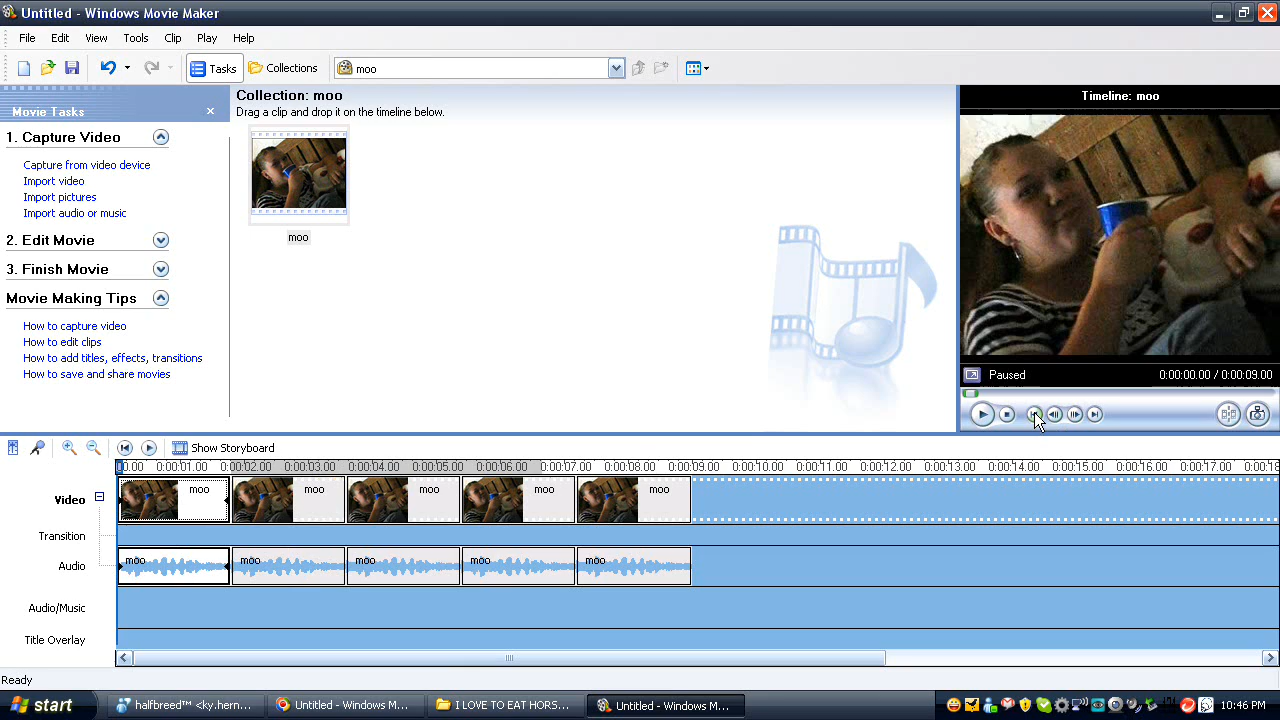 Untitled - Windows Movie Maker
File Edit View Tools Clip Play Help
Tasks Collections moo
Movie Tasks
1. Capture Video
Capture from video device
Import video
Import pictures
Import audio or music
2. Edit Movie
3. Finish Movie
Movie Making Tips
How to capture video
How to edit clips
How to add titles, effects, transitions
How to save and share movies
Collection: moo
Drag a clip and drop it on the timeline below.
moo
Timeline: moo
Paused 0:00:00.00 / 0:00:09.00
Show Storyboard
00.00 0:00:01.00 0:00:02.00 0:00:03.00 0:00:04.00 0:00:05.00 0:00:06.00 0:00:07.00 0:00:08.00 0:00:09.00 0:00:10.00 0:00:11.00 0:00:12.00 0:00:13.00 0:00:14.00 0:00:15.00 0:00:16.00 0:00:17.00 0:00:18
Video moo moo moo moo moo
Transition
Audio moo moo moo moo moo
Audio/Music
Title Overlay
Ready
start halfbreed™ <ky.hern... Untitled - Windows M... I LOVE TO EAT HORS... Untitled - Windows M... 10:46 PM